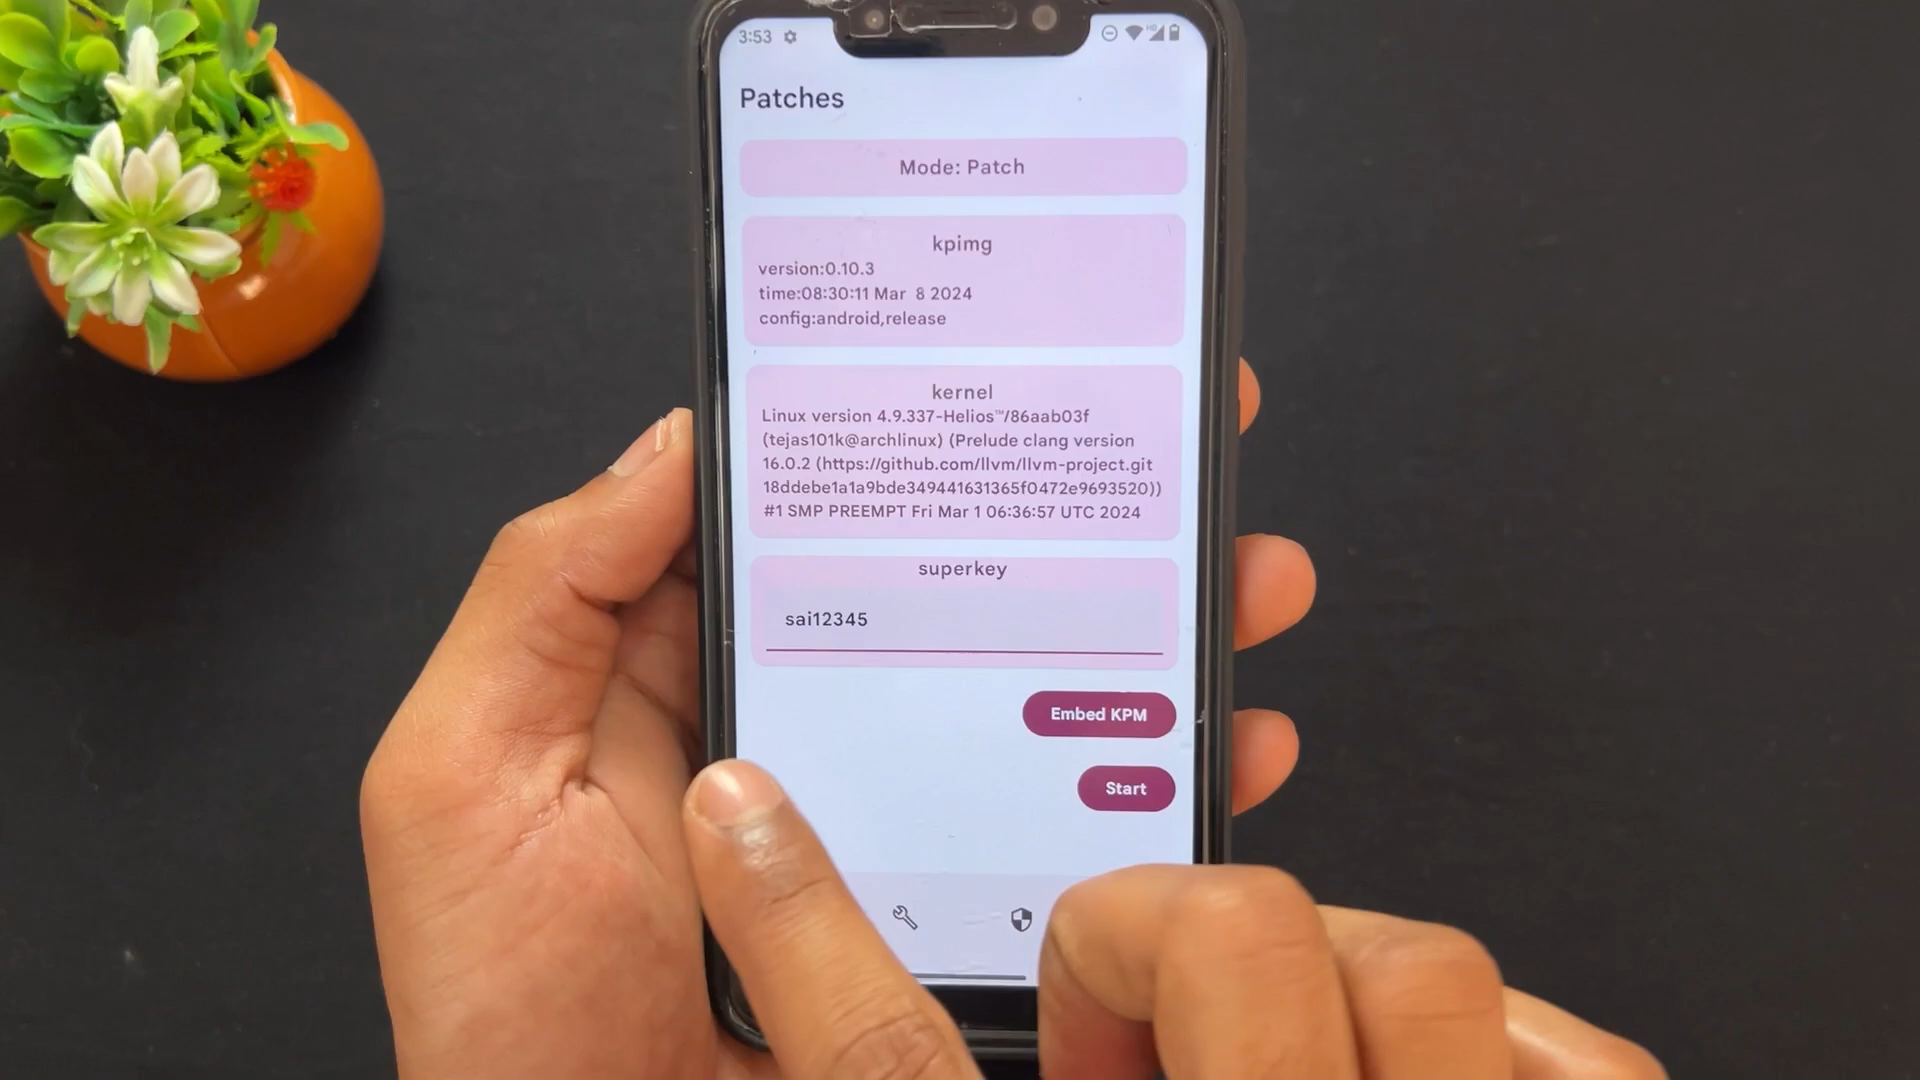 3:53
Patches
Mode: Patch
kpimg
version:0.10.3
time:08:30:11 Mar  8 2024
config:android,release
kernel
Linux version 4.9.337-Helios™/86aab03f
(tejas101k@archlinux) (Prelude clang version
16.0.2 (https://github.com/llvm/llvm-project.git
18ddebe1a1a9bde349441631365f0472e9693520))
#1 SMP PREEMPT Fri Mar 1 06:36:57 UTC 2024
superkey
sai12345
Embed KPM
Start